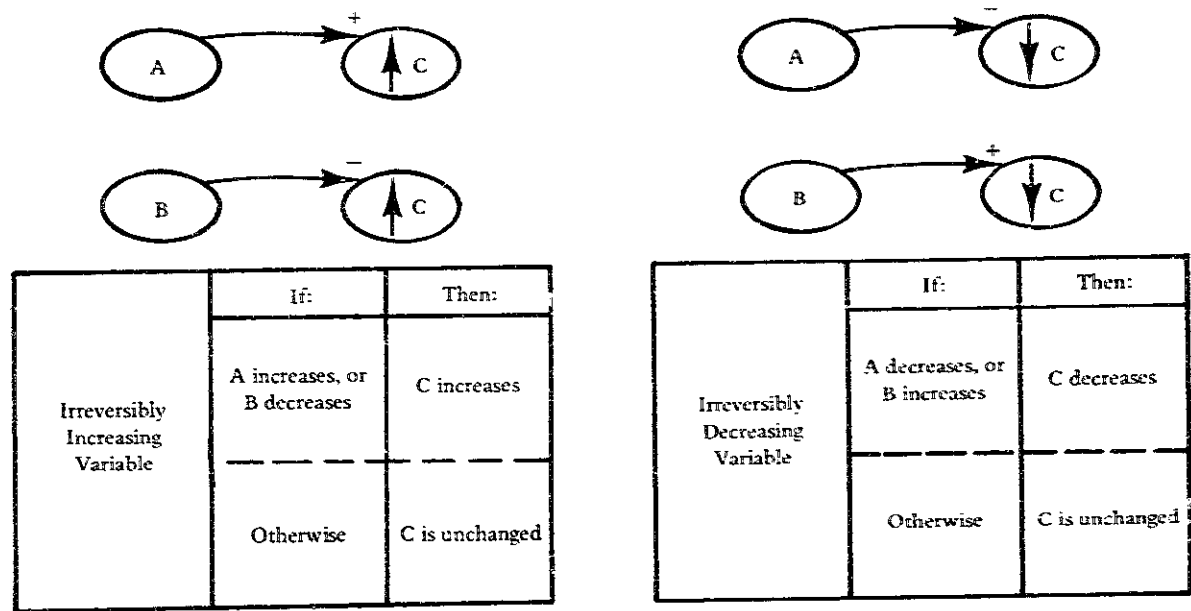 A
+
C
B
−
C
If:
Then:
Irreversibly
Increasing
Variable
A increases, or
B decreases
C increases
Otherwise
C is unchanged
A
−
C
B
+
C
If:
Then:
Irreversibly
Decreasing
Variable
A decreases, or
B increases
C decreases
Otherwise
C is unchanged